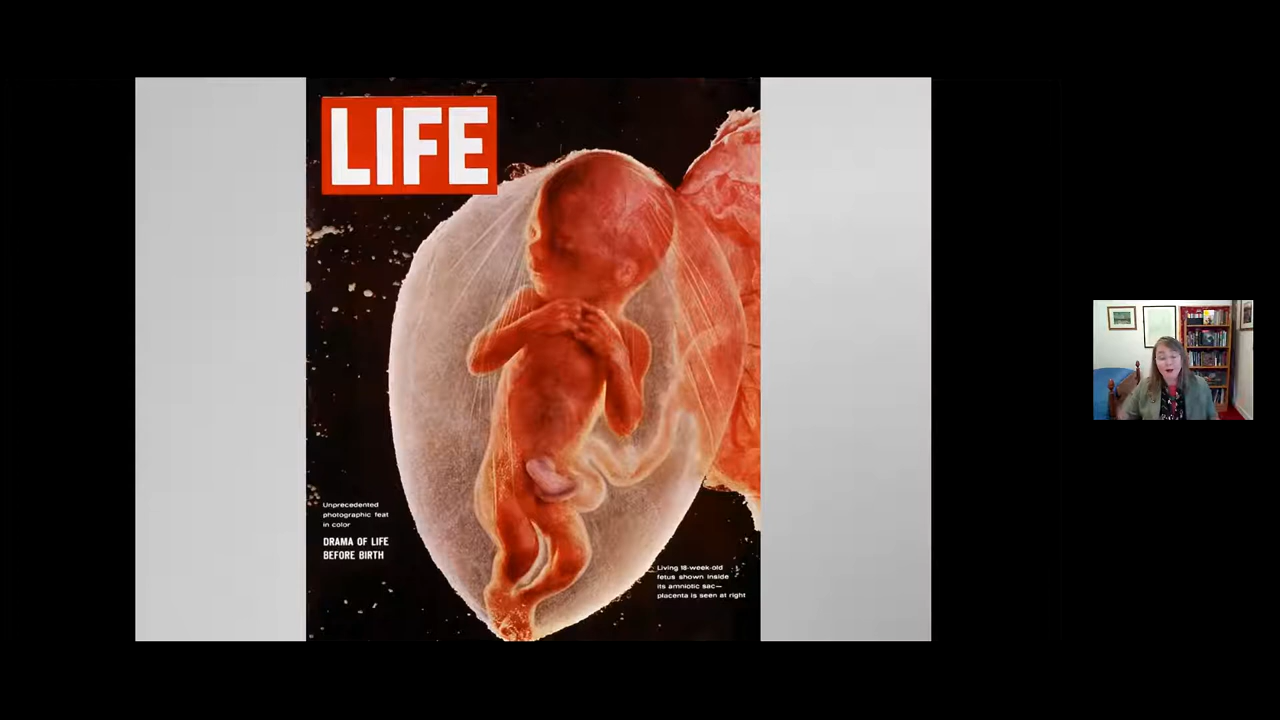 LIFE
Unprecedented
photographic feat
in color
DRAMA OF LIFE
BEFORE BIRTH
Living 18-week-old
fetus shown inside
its amniotic sac—
placenta is seen at right